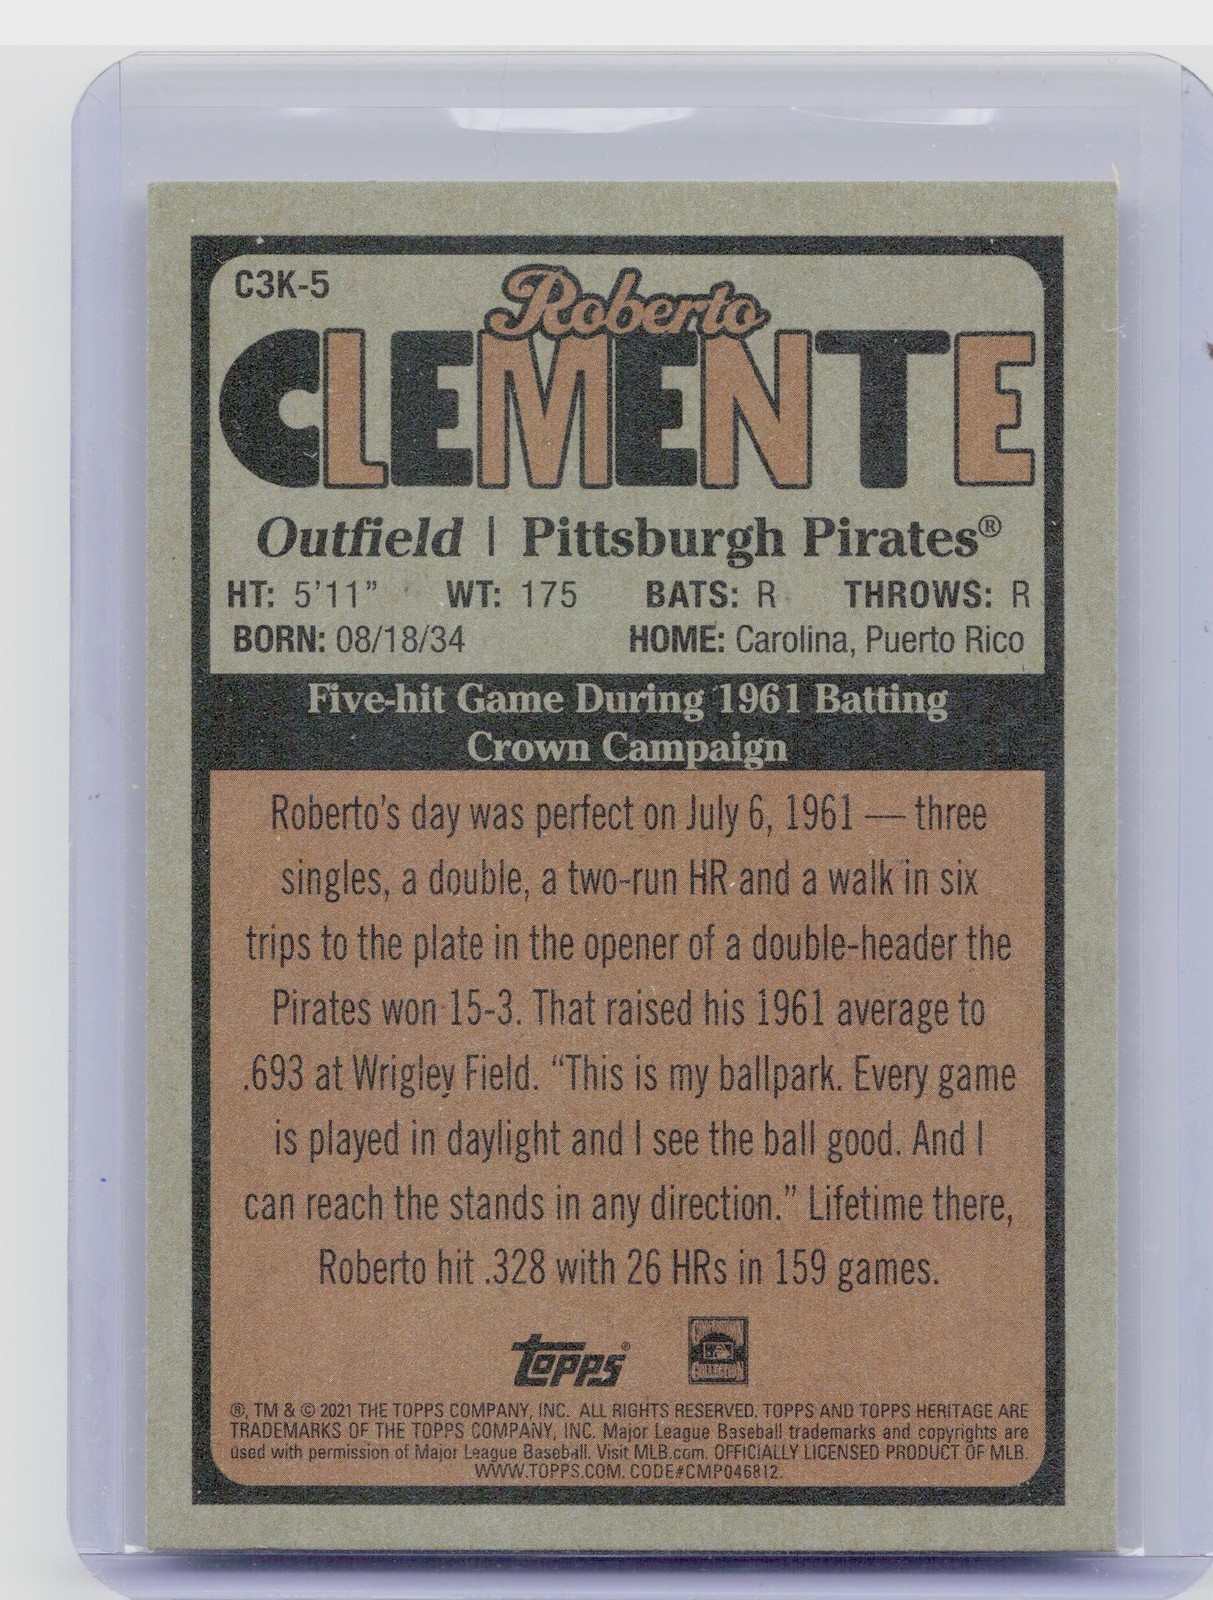 C3K-5
Roberto
CLEMENTE
Outfield | Pittsburgh Pirates®
HT: 5'11" WT: 175 BATS: R THROWS: R
BORN: 08/18/34 HOME: Carolina, Puerto Rico
Five-hit Game During 1961 Batting
Crown Campaign
Roberto's day was perfect on July 6, 1961 — three
singles, a double, a two-run HR and a walk in six
trips to the plate in the opener of a double-header the
Pirates won 15-3. That raised his 1961 average to
.693 at Wrigley Field. “This is my ballpark. Every game
is played in daylight and I see the ball good. And I
can reach the stands in any direction.” Lifetime there,
Roberto hit .328 with 26 HRs in 159 games.
topps®
COOPERSTOWN
COLLECTION
®, TM & © 2021 THE TOPPS COMPANY, INC. ALL RIGHTS RESERVED. TOPPS AND TOPPS HERITAGE ARE
TRADEMARKS OF THE TOPPS COMPANY, INC. Major League Baseball trademarks and copyrights are
used with permission of Major League Baseball. Visit MLB.com. OFFICIALLY LICENSED PRODUCT OF MLB.
WWW.TOPPS.COM. CODE#CMP046812.